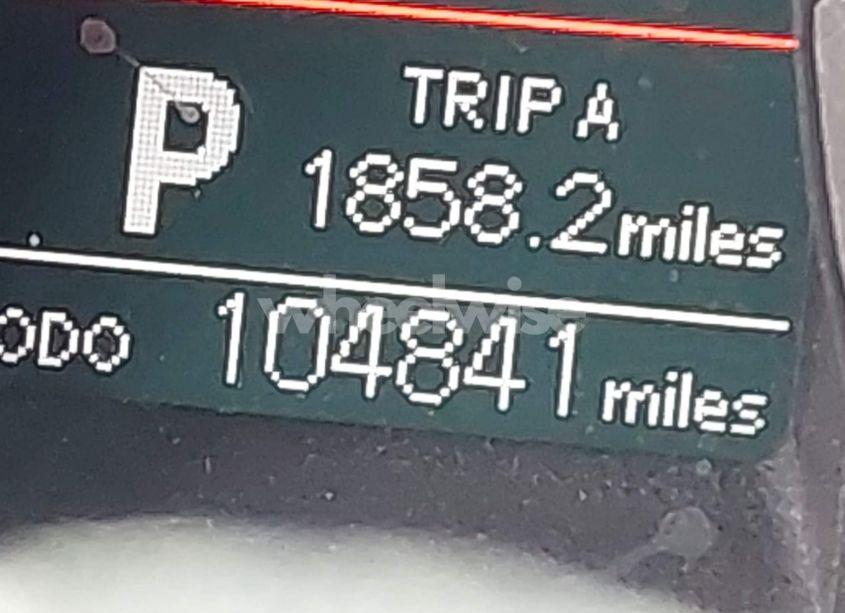 P
TRIP A
1858.2 miles
ODO 104841 miles
wheelwise